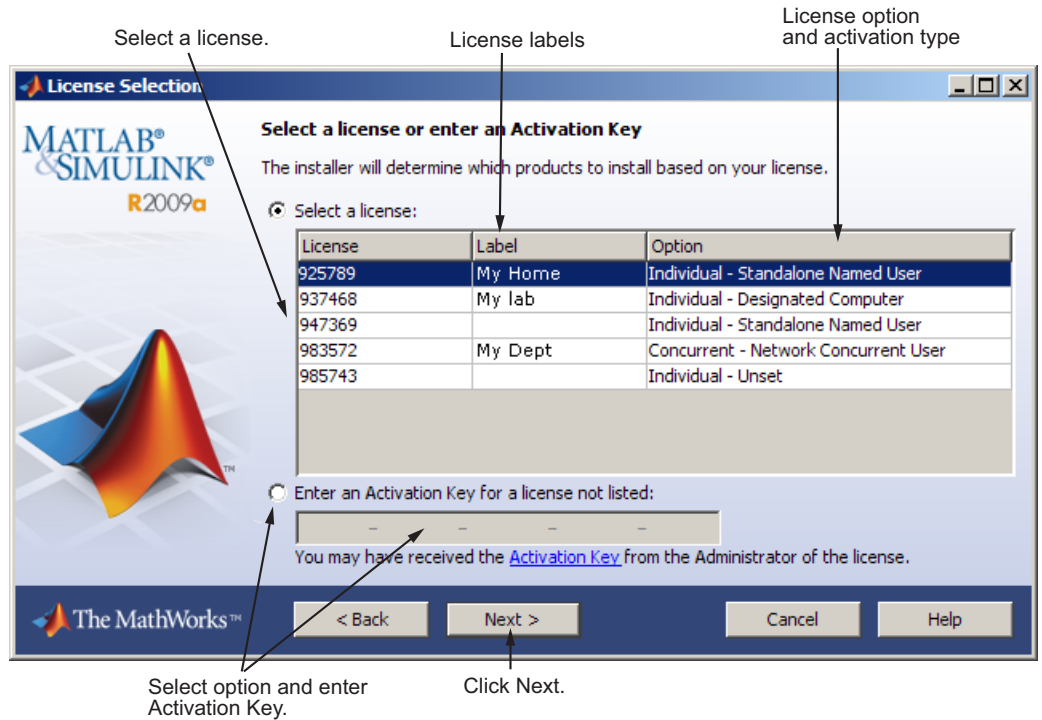 Select a license.
License labels
License option
and activation type
License Selection
MATLAB®
&SIMULINK®
R2009a
Select a license or enter an Activation Key
The installer will determine which products to install based on your license.
Select a license:
License Label Option
925789 My Home Individual - Standalone Named User
937468 My lab Individual - Designated Computer
947369 Individual - Standalone Named User
983572 My Dept Concurrent - Network Concurrent User
985743 Individual - Unset
TM
Enter an Activation Key for a license not listed:
– – – –
You may have received the Activation Key from the Administrator of the license.
The MathWorks™
< Back
Next >
Cancel
Help
Select option and enter
Activation Key.
Click Next.